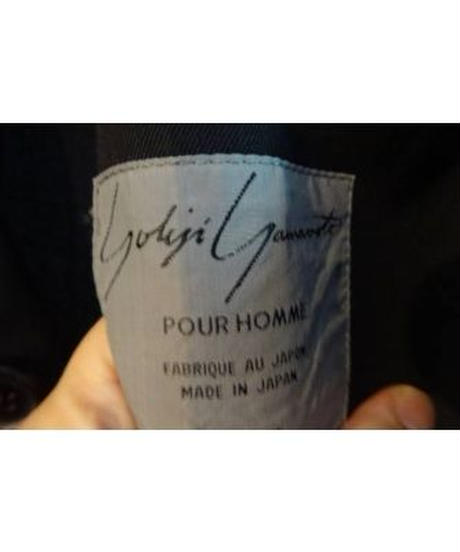 Yohji Yamamoto
POUR HOMME
FABRIQUE AU JAPON
MADE IN JAPAN